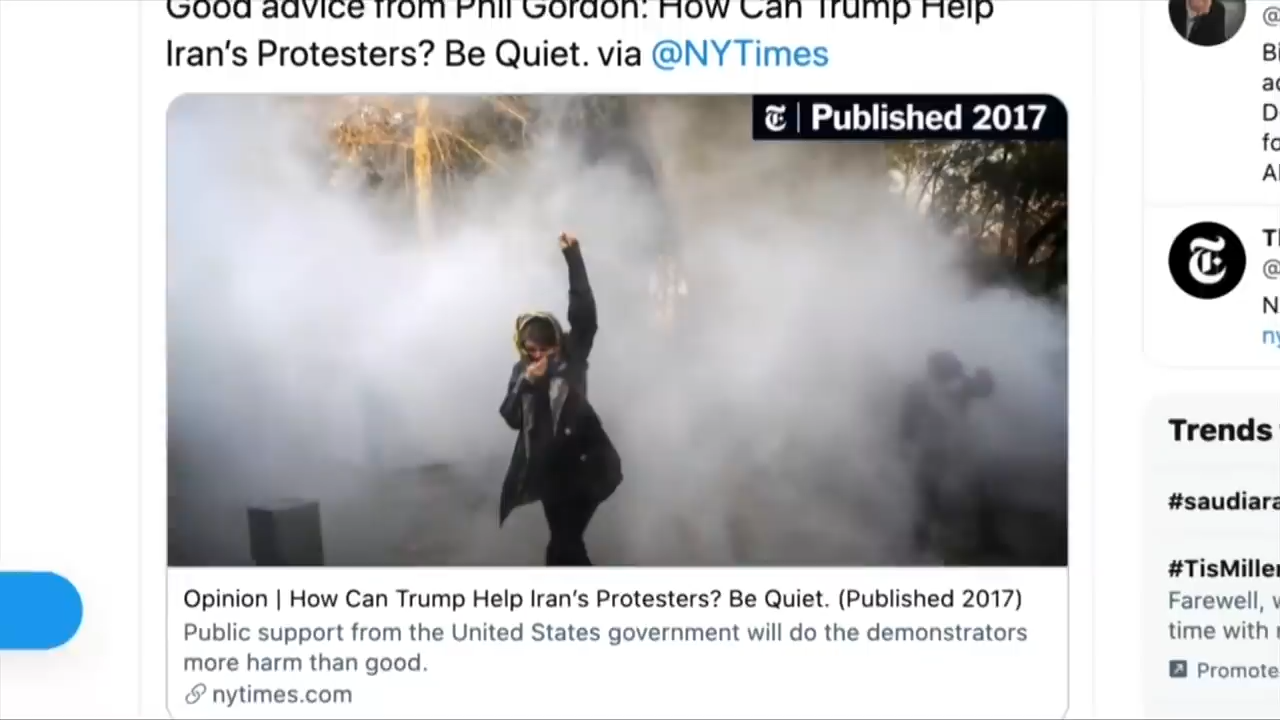 Good advice from Phil Gordon: How Can Trump Help
Iran's Protesters? Be Quiet. via @NYTimes
Published 2017
Opinion | How Can Trump Help Iran's Protesters? Be Quiet. (Published 2017)
Public support from the United States government will do the demonstrators
more harm than good.
nytimes.com
@
@
Trends
#saudiara
#TisMiller
Farewell,
time with
Promote